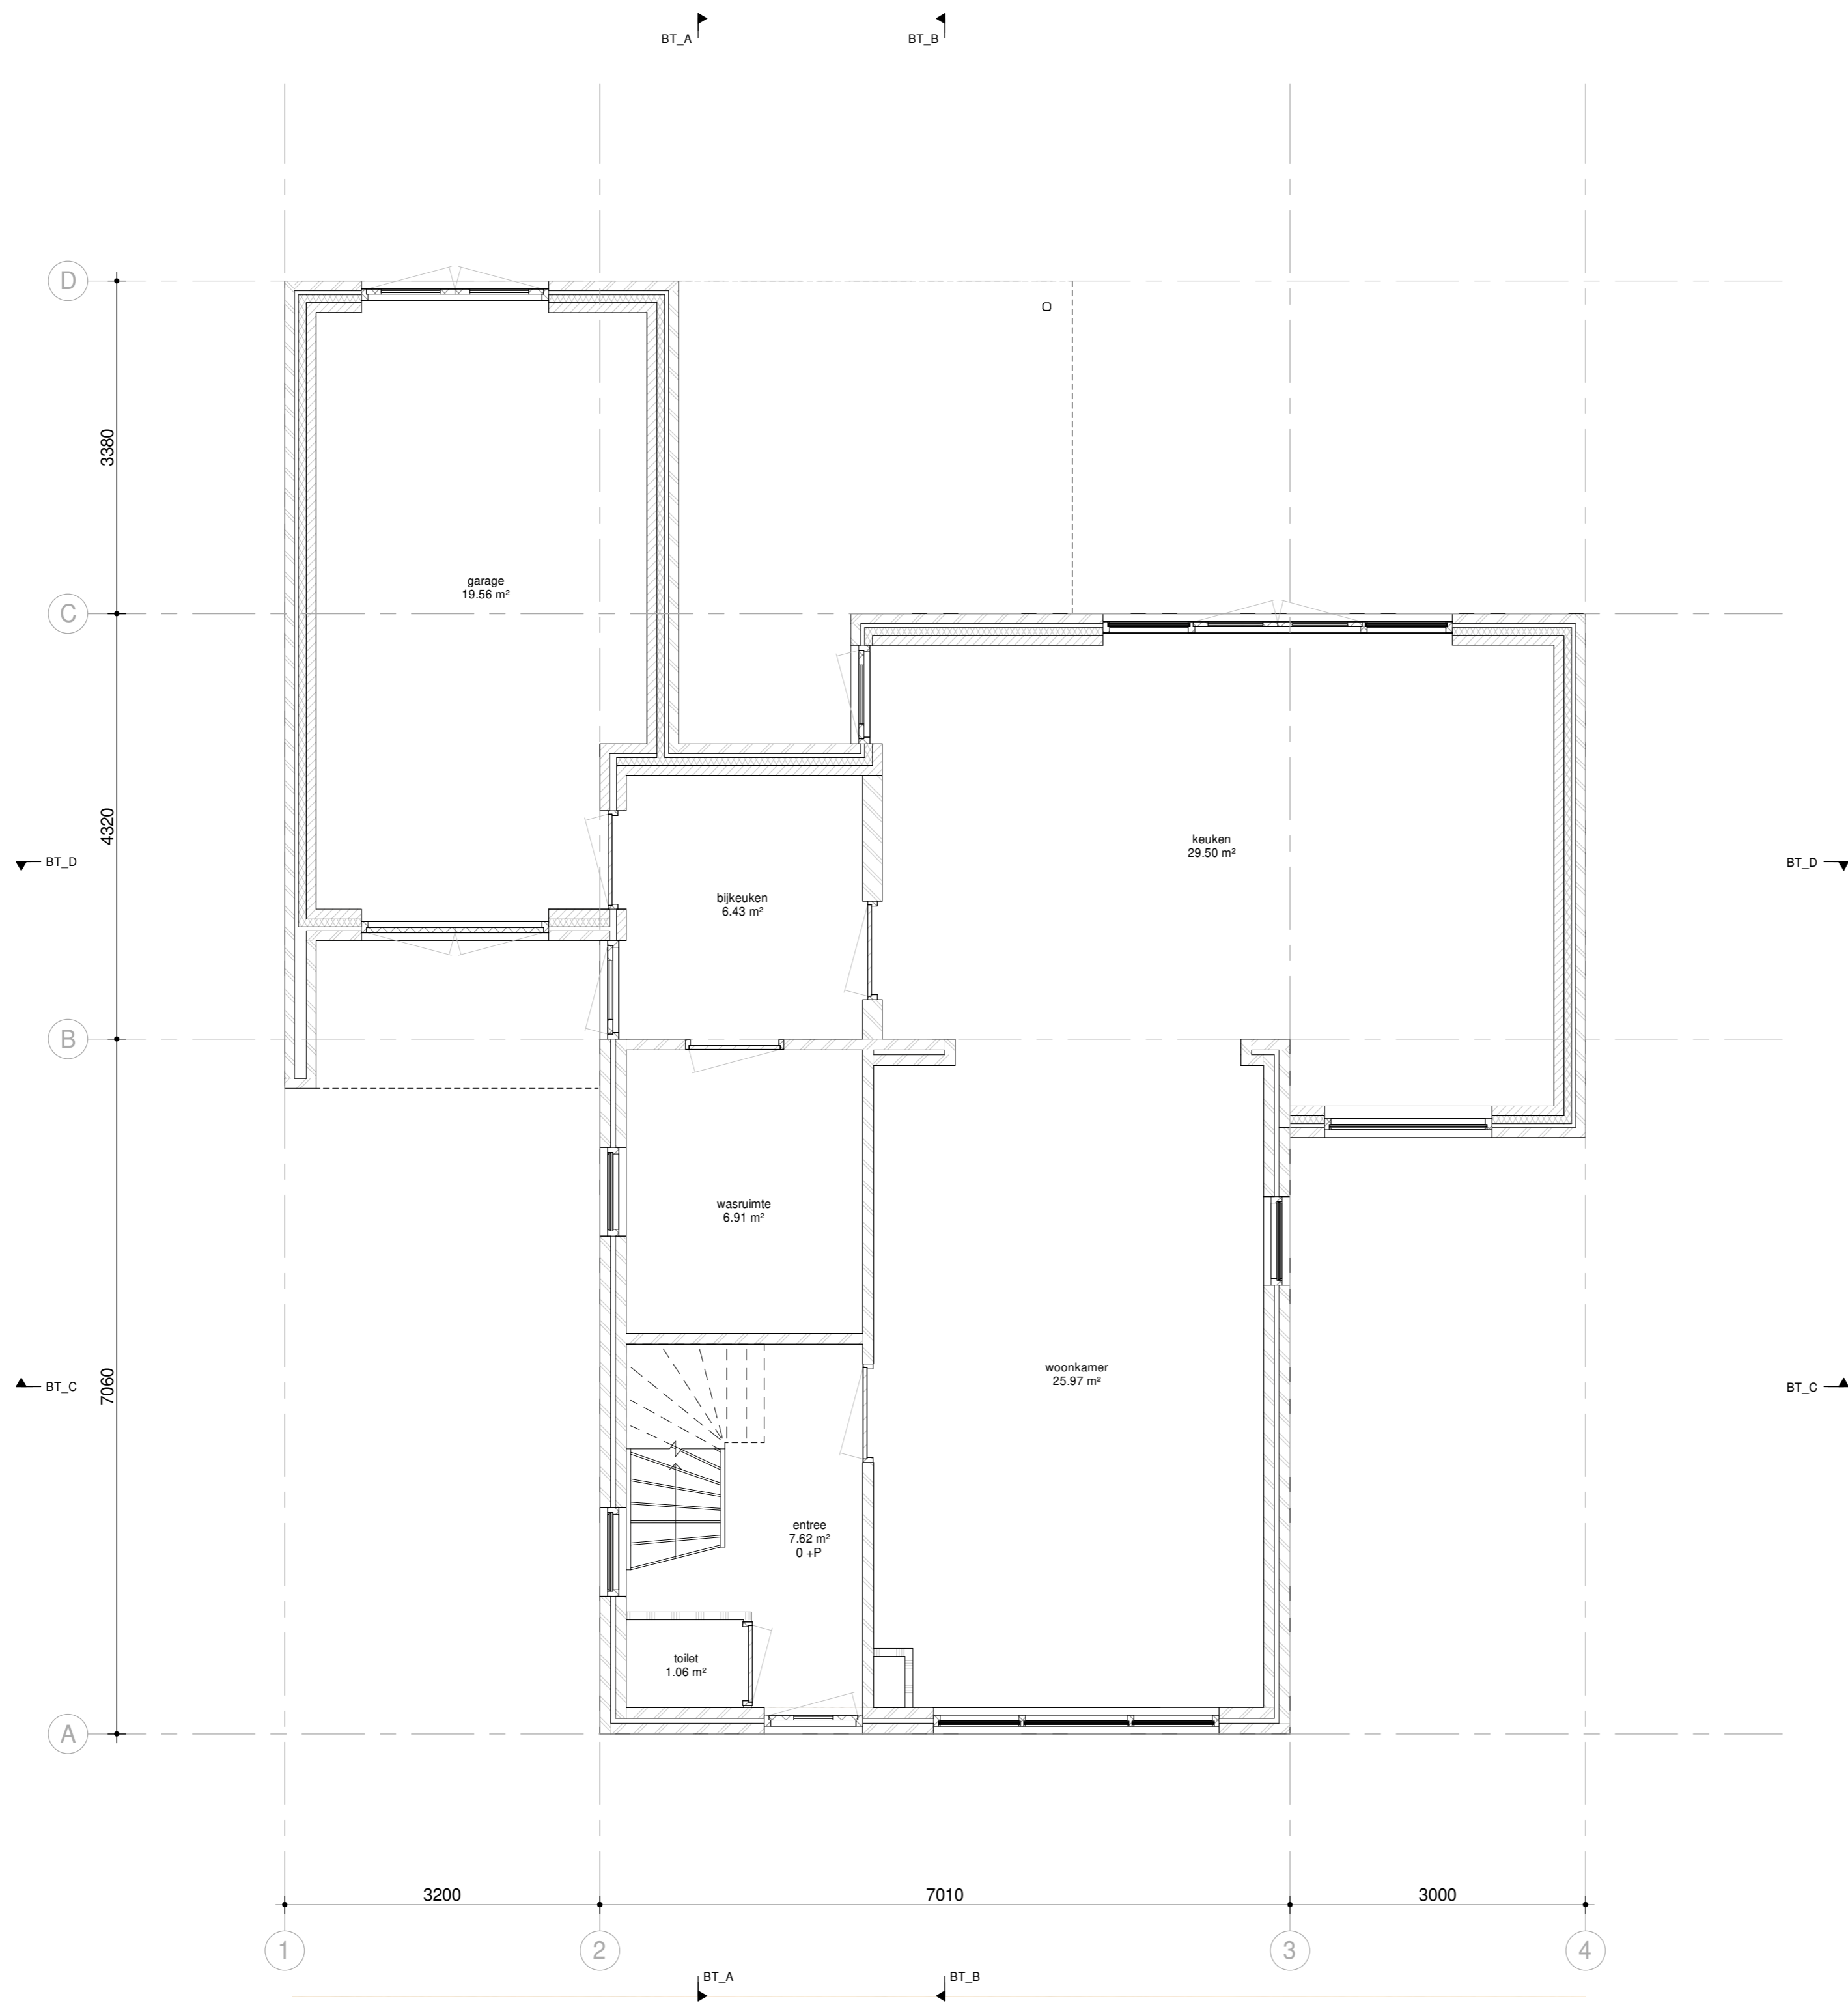 BT_A
BT_B
D
3380
C
garage
19.56 m²
4320
keuken
29.50 m²
BT_D
BT_D
bijkeuken
6.43 m²
B
wasruimte
6.91 m²
7060
woonkamer
25.97 m²
BT_C
BT_C
entree
7.62 m²
0 +P
toilet
1.06 m²
A
3200
7010
3000
1
2
3
4
BT_A
BT_B